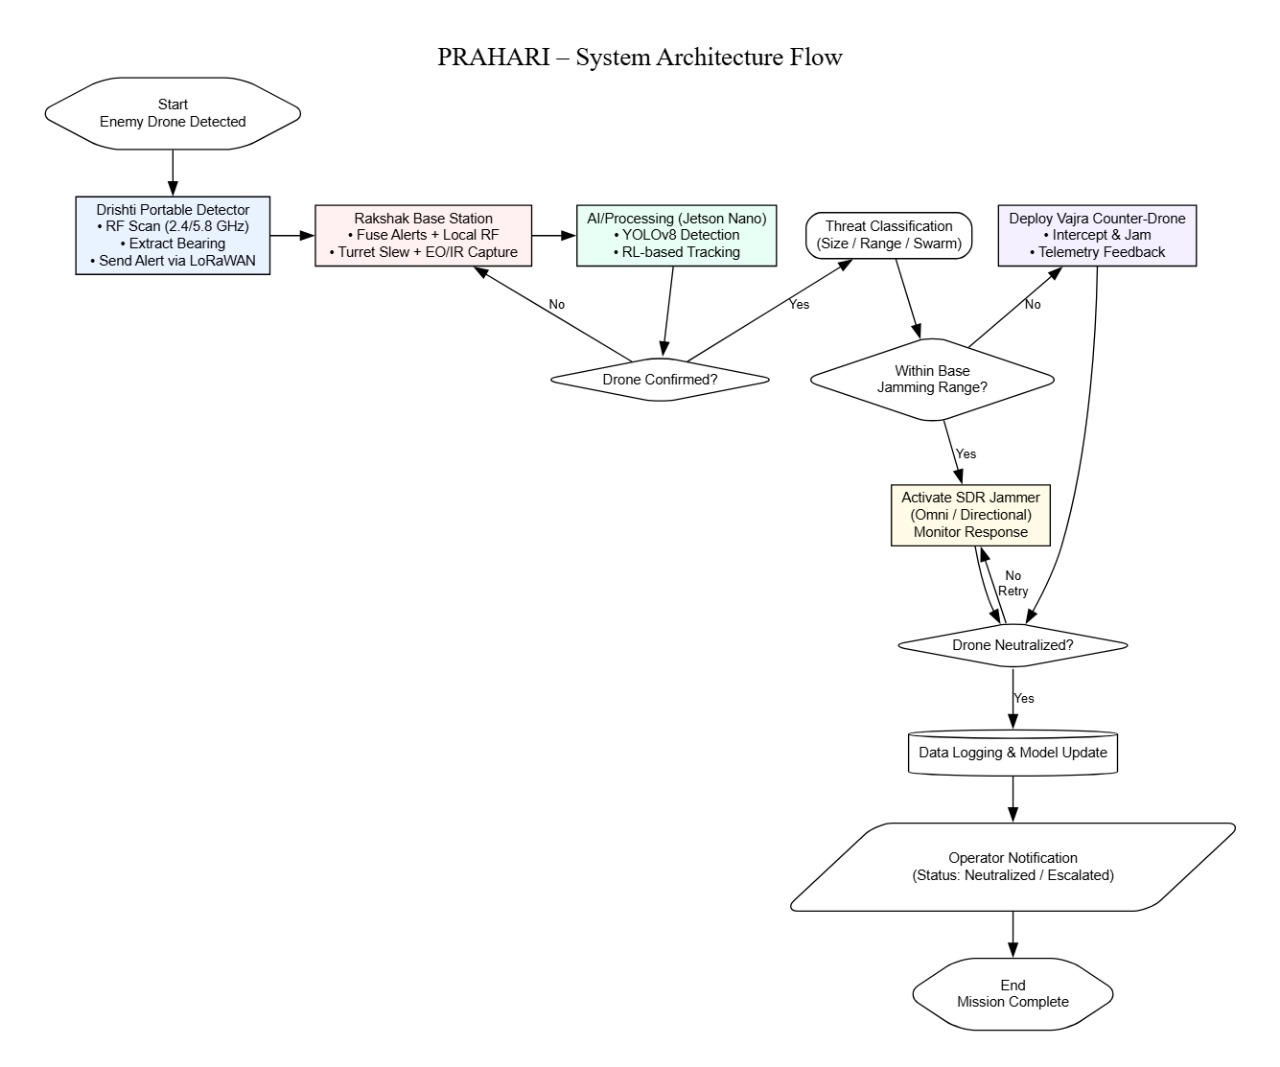 PRAHARI – System Architecture Flow
Start
Enemy Drone Detected
Drishti Portable Detector
• RF Scan (2.4/5.8 GHz)
• Extract Bearing
• Send Alert via LoRaWAN
Rakshak Base Station
• Fuse Alerts + Local RF
• Turret Slew + EO/IR Capture
AI/Processing (Jetson Nano)
• YOLOv8 Detection
• RL-based Tracking
Threat Classification
(Size / Range / Swarm)
Deploy Vajra Counter-Drone
• Intercept & Jam
• Telemetry Feedback
No
Yes
No
Drone Confirmed?
Within Base
Jamming Range?
Yes
Activate SDR Jammer
(Omni / Directional)
Monitor Response
No
Retry
Drone Neutralized?
Yes
Data Logging & Model Update
Operator Notification
(Status: Neutralized / Escalated)
End
Mission Complete